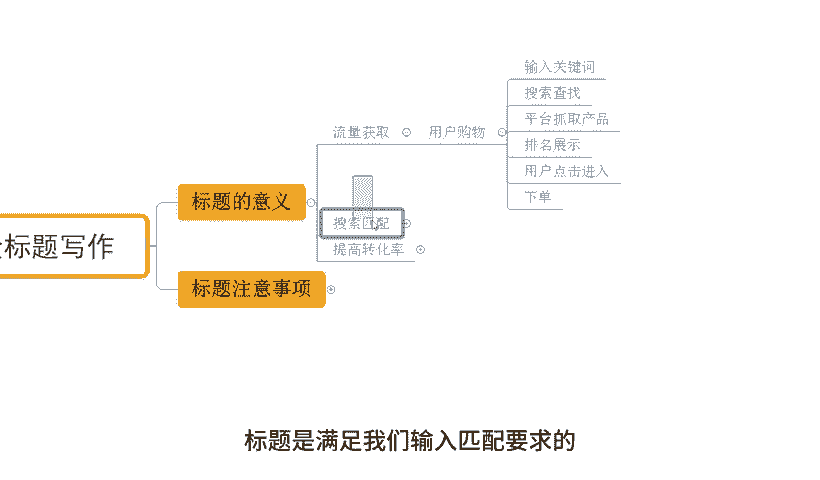 标题写作
标题的意义
流量获取
用户购物
输入关键词
搜索查找
平台抓取产品
排名展示
用户点击进入
下单
搜索匹配
提高转化率
标题注意事项
标题是满足我们输入匹配要求的